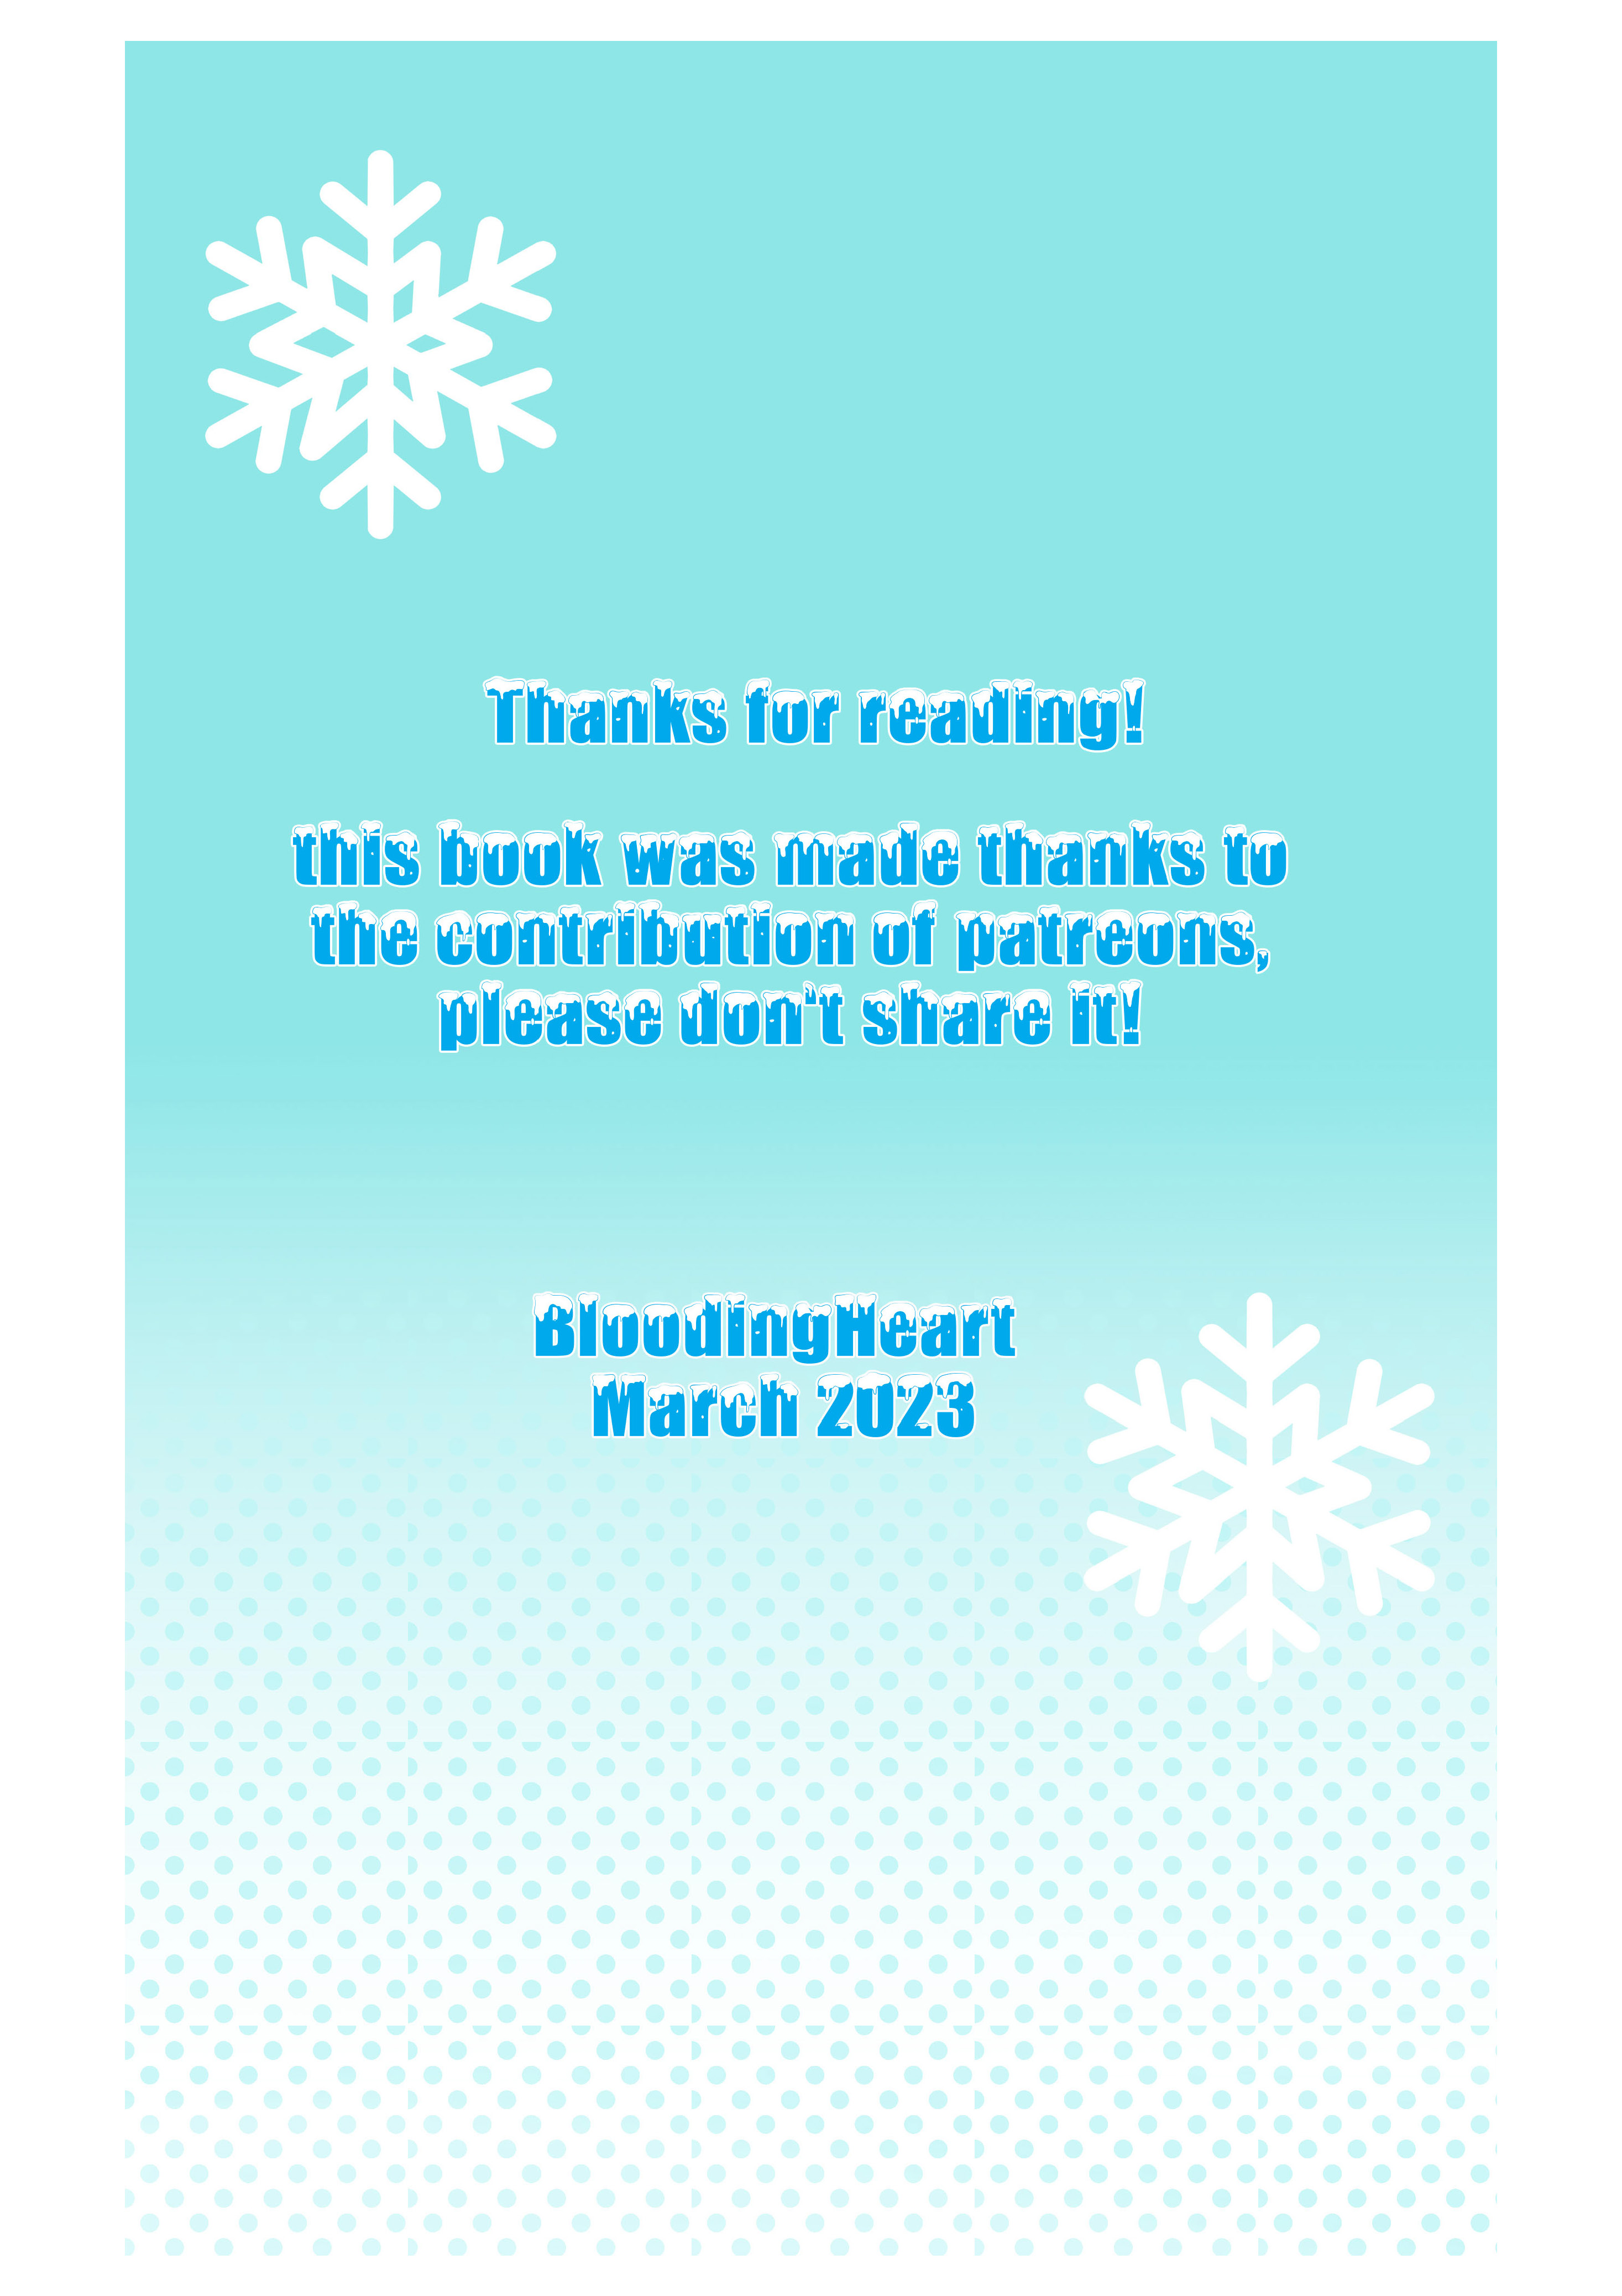 Thanks for reading!
this book was made thanks to
the contribution of patreons,
please don't share it!
BloodingHeart
March 2023